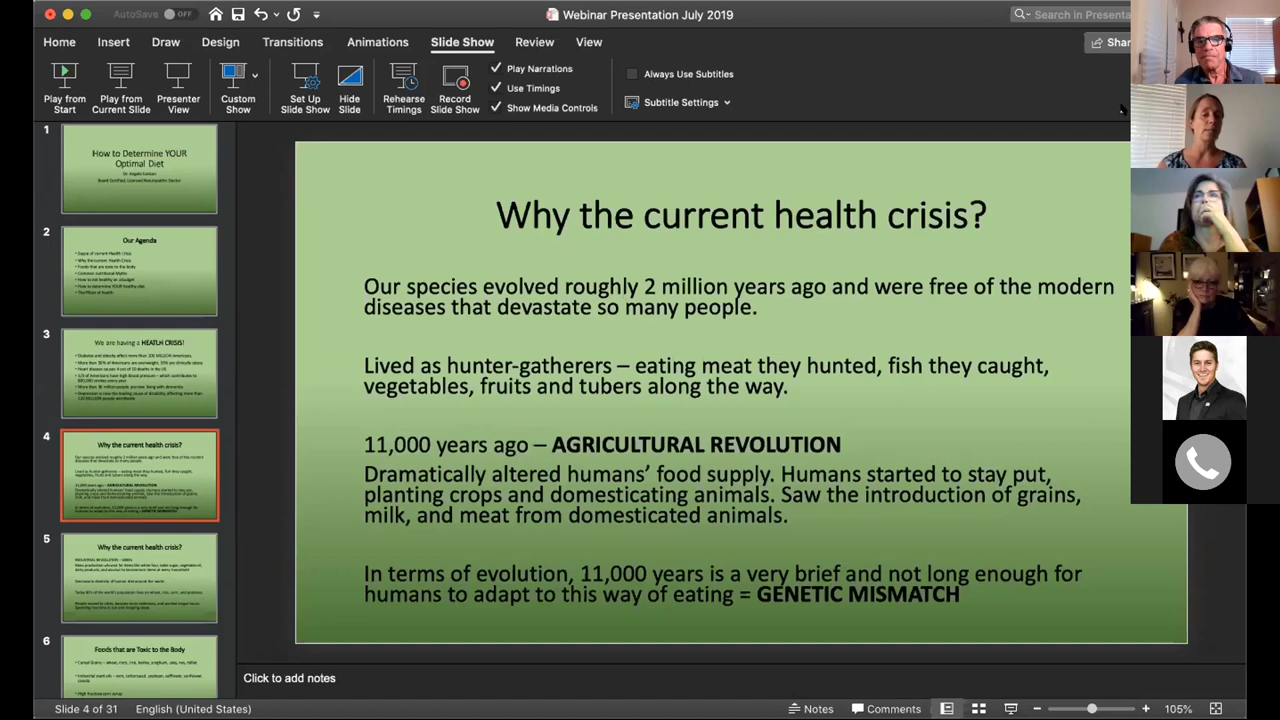 AutoSave OFF
Webinar Presentation July 2019
Search in Presenta
Home Insert Draw Design Transitions Animations Slide Show Review View
Shar
Play from Start
Play from Current Slide
Presenter View
Custom Show
Set Up Slide Show
Hide Slide
Rehearse Timings
Record Slide Show
Play Narrations
Use Timings
Show Media Controls
Always Use Subtitles
Subtitle Settings
1
How to Determine YOUR
Optimal Diet
2
Our Agenda
3
We are having a HEATLH CRISIS!
4
Why the current health crisis?
5
Why the current health crisis?
6
Foods that are Toxic to the Body
Why the current health crisis?
Our species evolved roughly 2 million years ago and were free of the modern
diseases that devastate so many people.
Lived as hunter-gatherers – eating meat they hunted, fish they caught,
vegetables, fruits and tubers along the way.
11,000 years ago – AGRICULTURAL REVOLUTION
Dramatically altered humans’ food supply. Humans started to stay put,
planting crops and domesticating animals. Saw the introduction of grains,
milk, and meat from domesticated animals.
In terms of evolution, 11,000 years is a very brief and not long enough for
humans to adapt to this way of eating = GENETIC MISMATCH
Click to add notes
Slide 4 of 31 English (United States) Notes Comments 105%